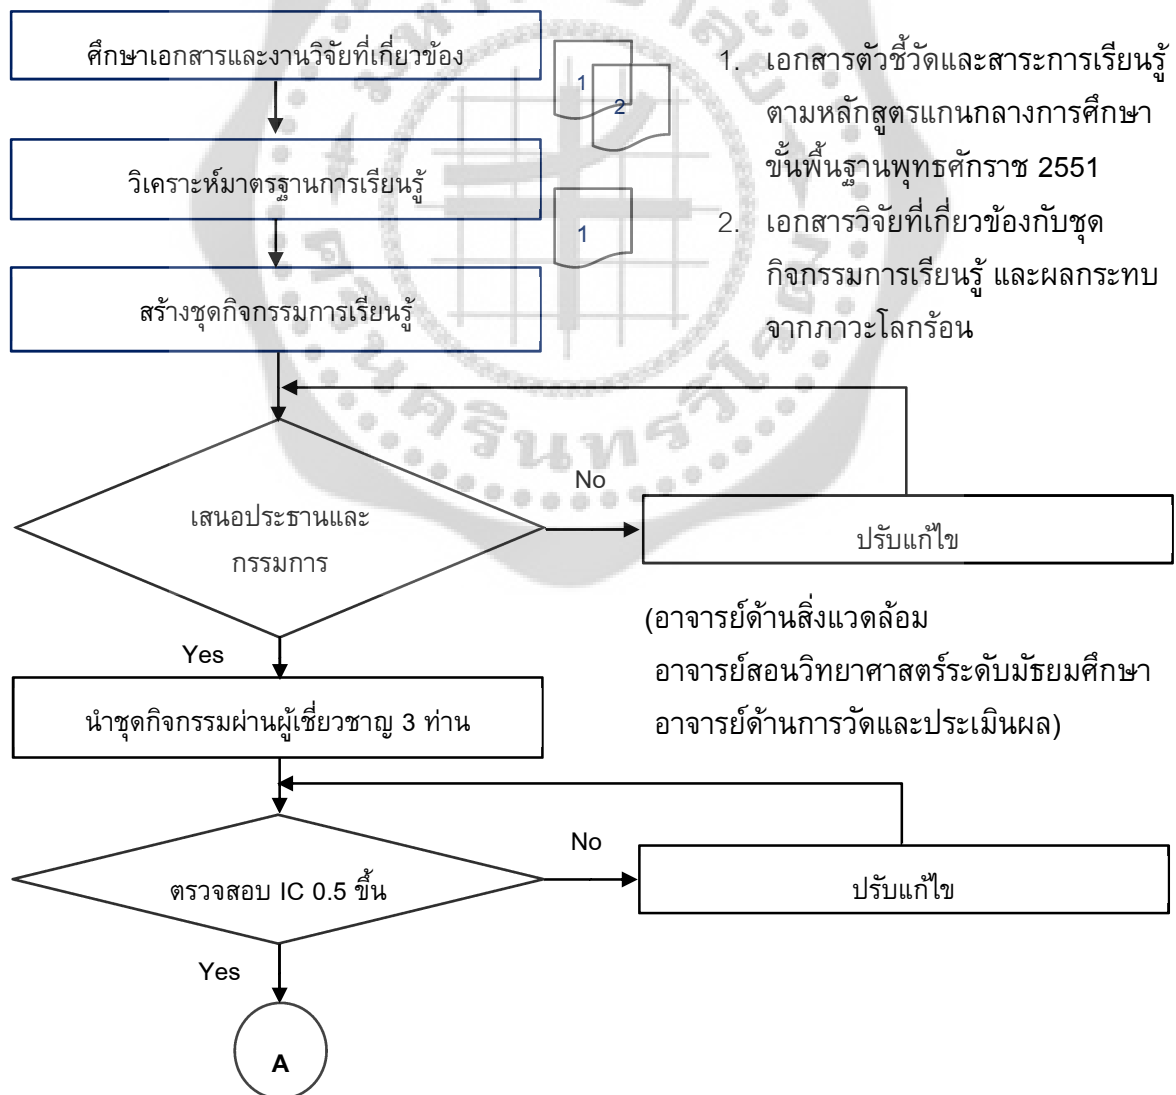 ศึกษาเอกสารและงานวิจัยที่เกี่ยวข้อง
1
2
1. เอกสารตัวชี้วัดและสาระการเรียนรู้
ตามหลักสูตรแกนกลางการศึกษา
ขั้นพื้นฐานพุทธศักราช 2551
วิเคราะห์มาตรฐานการเรียนรู้
1
2. เอกสารวิจัยที่เกี่ยวข้องกับชุด
กิจกรรมการเรียนรู้ และผลกระทบ
จากภาวะโลกร้อน
สร้างชุดกิจกรรมการเรียนรู้
เสนอประธานและ
กรรมการ
No
ปรับแก้ไข
Yes
(อาจารย์ด้านสิ่งแวดล้อม
อาจารย์สอนวิทยาศาสตร์ระดับมัธยมศึกษา
อาจารย์ด้านการวัดและประเมินผล)
นำชุดกิจกรรมผ่านผู้เชี่ยวชาญ 3 ท่าน
ตรวจสอบ IC 0.5 ขึ้น
No
ปรับแก้ไข
Yes
A
ศรีนครินทรวิโรฒ